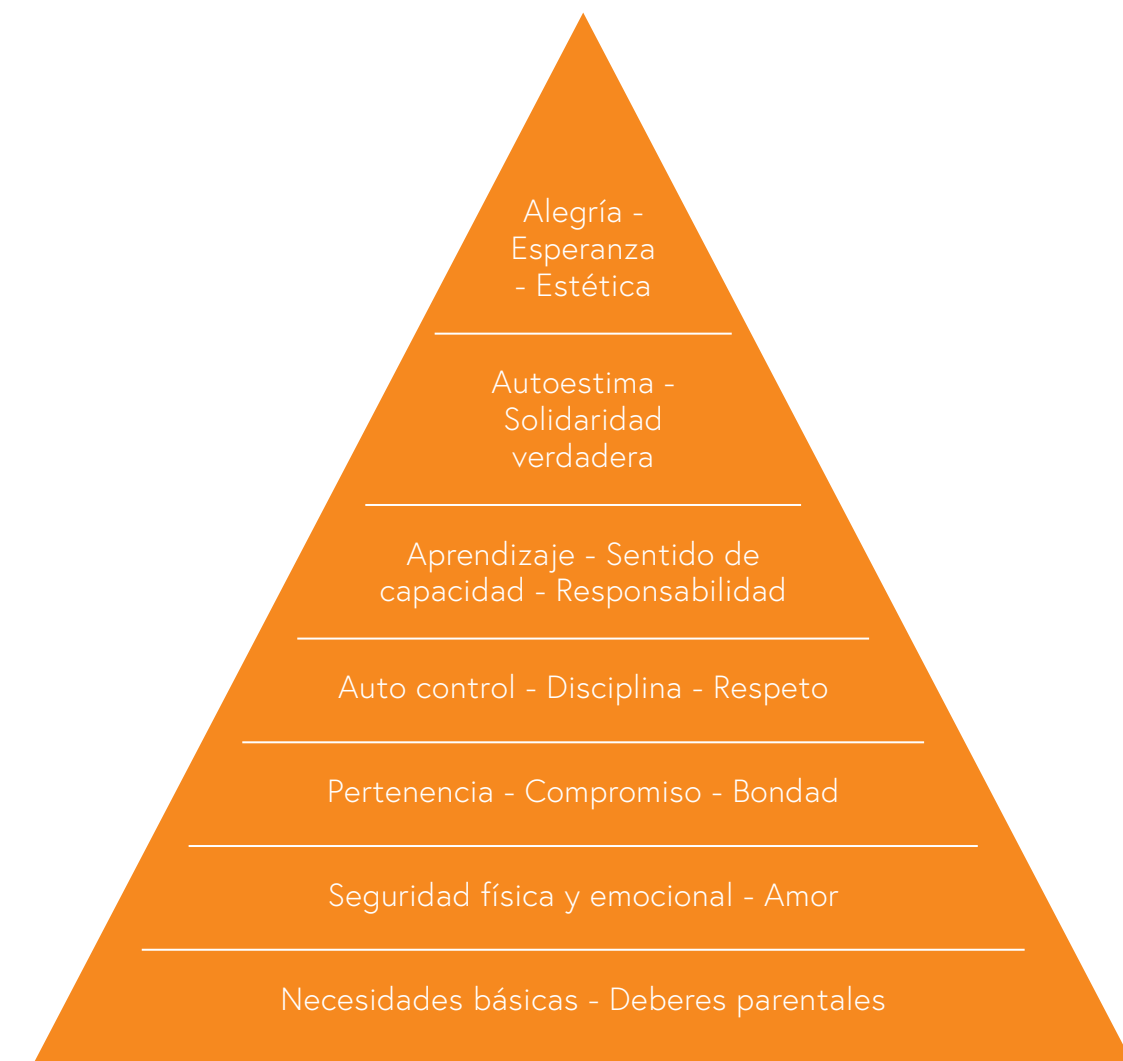 Alegría -
Esperanza
- Estética
Autoestima -
Solidaridad
verdadera
Aprendizaje - Sentido de
capacidad - Responsabilidad
Auto control - Disciplina - Respeto
Pertenencia - Compromiso - Bondad
Seguridad física y emocional - Amor
Necesidades básicas - Deberes parentales